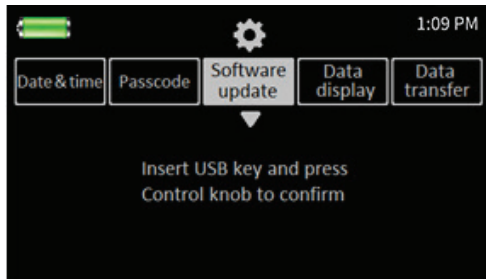 1:09 PM
Date & time
Passcode
Software
update
Data
display
Data
transfer
Insert USB key and press
Control knob to confirm